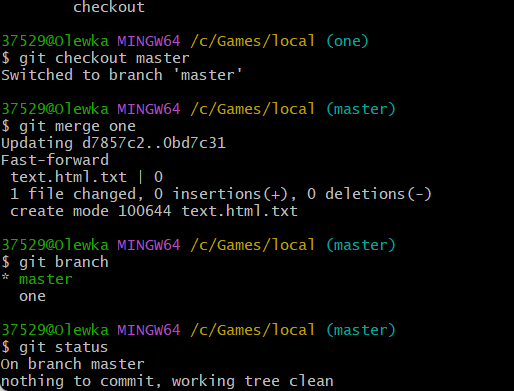 checkout
37529@Olewka MINGW64 /c/Games/local (one)
$ git checkout master
Switched to branch 'master'
37529@Olewka MINGW64 /c/Games/local (master)
$ git merge one
Updating d7857c2..0bd7c31
Fast-forward
 text.html.txt | 0
 1 file changed, 0 insertions(+), 0 deletions(-)
 create mode 100644 text.html.txt
37529@Olewka MINGW64 /c/Games/local (master)
$ git branch
* master
  one
37529@Olewka MINGW64 /c/Games/local (master)
$ git status
On branch master
nothing to commit, working tree clean